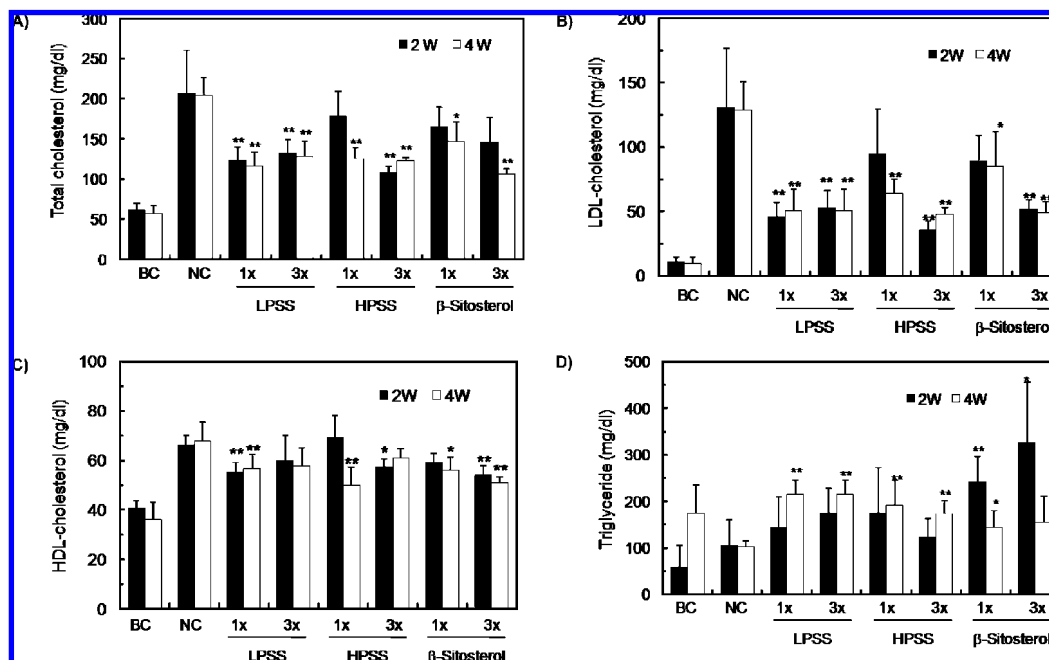 A)
300
250
200
150
100
50
0
Total cholesterol (mg/dl)
2 W 4 W
** ** ** ** ** * **
BC NC 1x 3x 1x 3x 1x 3x
LPSS HPSS β-Sitosterol
B)
200
150
100
50
0
LDL-cholesterol (mg/dl)
2W 4W
** ** ** ** ** ** ** * ** **
BC NC 1x 3x 1x 3x 1x 3x
LPSS HPSS β-Sitosterol
C)
100
80
60
40
20
0
HDL-cholesterol (mg/dl)
2W 4W
** ** ** * * ** **
BC NC 1x 3x 1x 3x 1x 3x
LPSS HPSS β-Sitosterol
D)
500
400
300
200
100
0
Triglyceride (mg/dl)
2W 4W
** ** ** ** ** * *
BC NC 1x 3x 1x 3x 1x 3x
LPSS HPSS β-Sitosterol